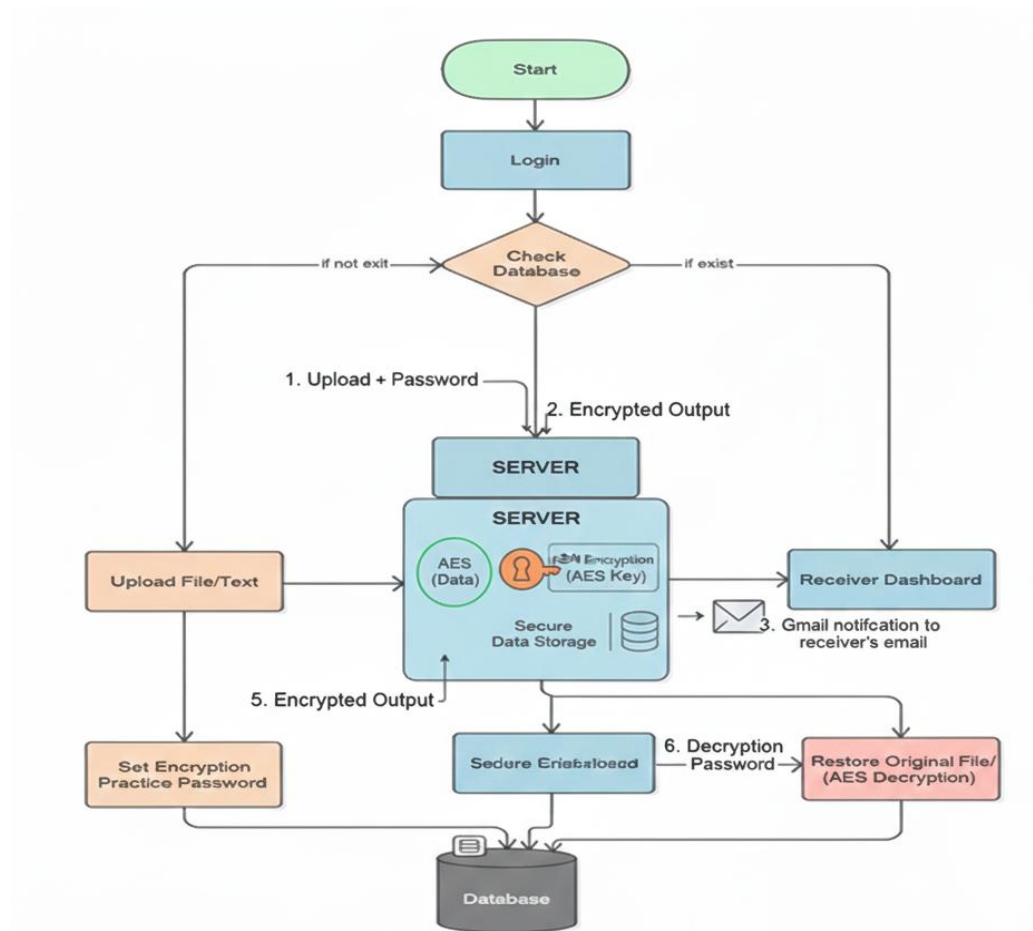 Start
Login
Check
Database
if not exit
if exist
1. Upload + Password
2. Encrypted Output
SERVER
SERVER
AES
(Data)
(AES Key)
Upload File/Text
Receiver Dashboard
Secure
Data Storage
3. Gmail notifcation to
receiver's email
5. Encrypted Output
Set Encryption
Practice Password
6. Decryption
Password
Restore Original File/
(AES Decryption)
Database